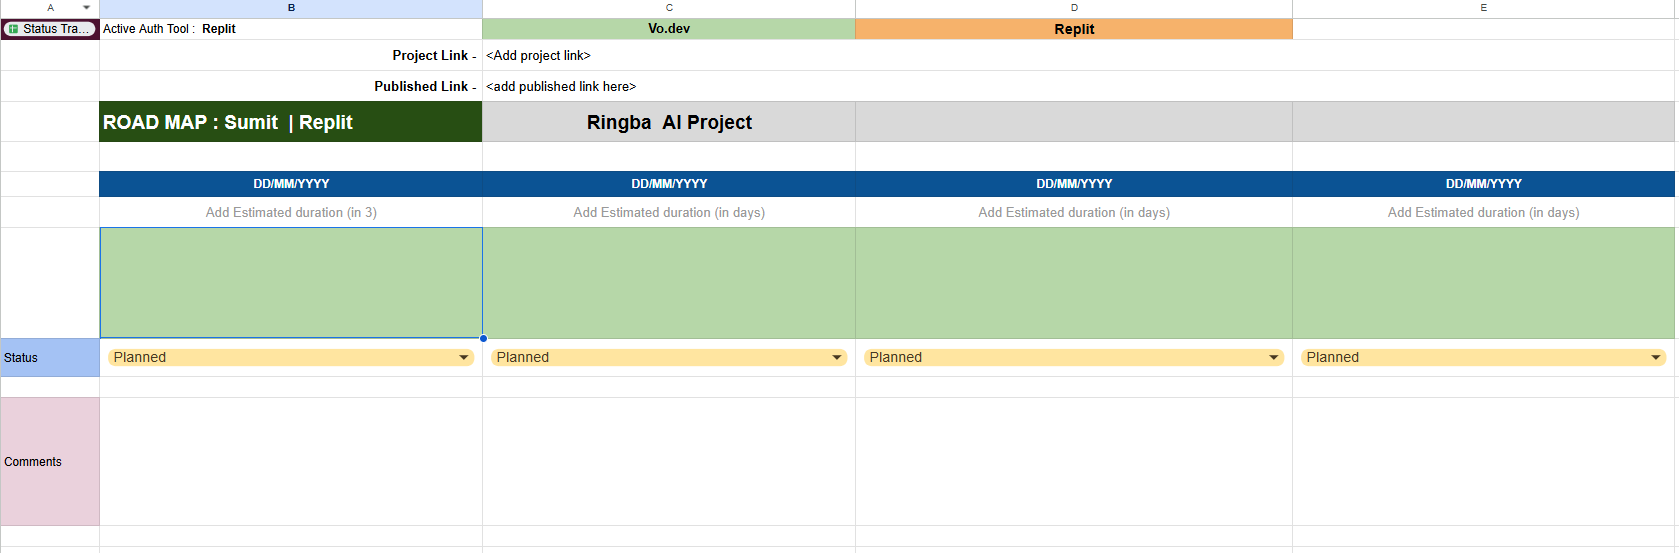 A B C D E
Status Tra... Active Auth Tool : Replit Vo.dev Replit
Project Link - <Add project link>
Published Link - <add published link here>
ROAD MAP : Sumit | Replit Ringba AI Project
DD/MM/YYYY DD/MM/YYYY DD/MM/YYYY DD/MM/YYYY
Add Estimated duration (in 3) Add Estimated duration (in days) Add Estimated duration (in days) Add Estimated duration (in days)
Status Planned Planned Planned Planned
Comments